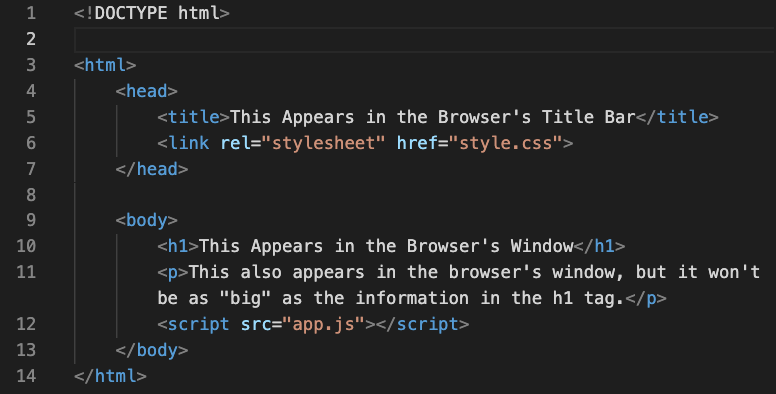 1 <!DOCTYPE html>
2
3 <html>
4 <head>
5 <title>This Appears in the Browser's Title Bar</title>
6 <link rel="stylesheet" href="style.css">
7 </head>
8
9 <body>
10 <h1>This Appears in the Browser's Window</h1>
11 <p>This also appears in the browser's window, but it won't
be as "big" as the information in the h1 tag.</p>
12 <script src="app.js"></script>
13 </body>
14 </html>